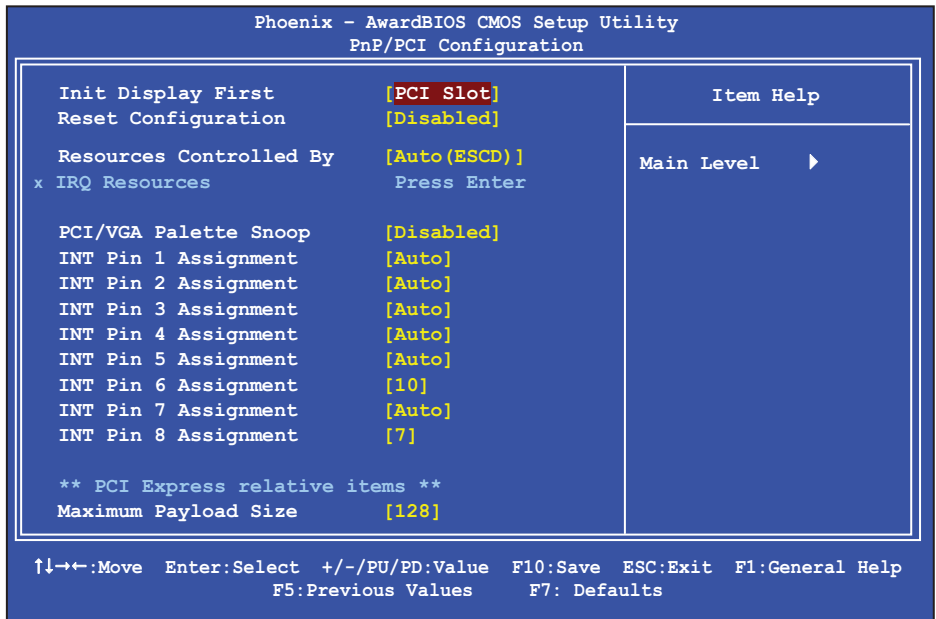 Phoenix – AwardBIOS CMOS Setup Utility
PnP/PCI Configuration
Init Display First [PCI Slot]
Reset Configuration [Disabled]
Resources Controlled By [Auto(ESCD)]
x IRQ Resources Press Enter
PCI/VGA Palette Snoop [Disabled]
INT Pin 1 Assignment [Auto]
INT Pin 2 Assignment [Auto]
INT Pin 3 Assignment [Auto]
INT Pin 4 Assignment [Auto]
INT Pin 5 Assignment [Auto]
INT Pin 6 Assignment [10]
INT Pin 7 Assignment [Auto]
INT Pin 8 Assignment [7]
** PCI Express relative items **
Maximum Payload Size [128]
Item Help
Main Level ▶
↑↓→←:Move Enter:Select +/-/PU/PD:Value F10:Save ESC:Exit F1:General Help
F5:Previous Values F7: Defaults